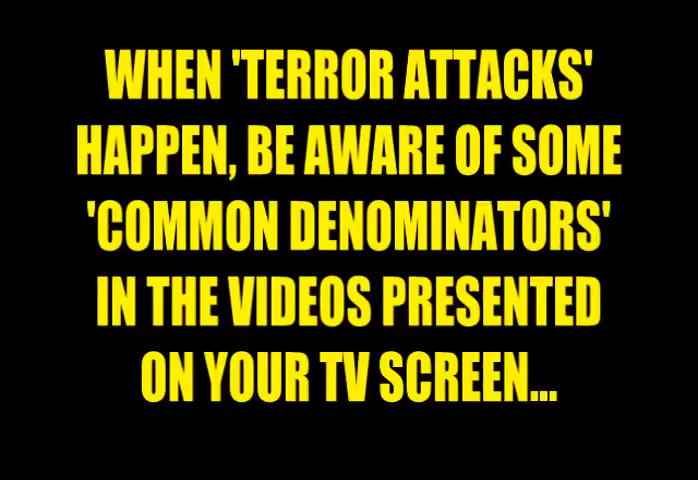 WHEN 'TERROR ATTACKS'
HAPPEN, BE AWARE OF SOME
'COMMON DENOMINATORS'
IN THE VIDEOS PRESENTED
ON YOUR TV SCREEN...